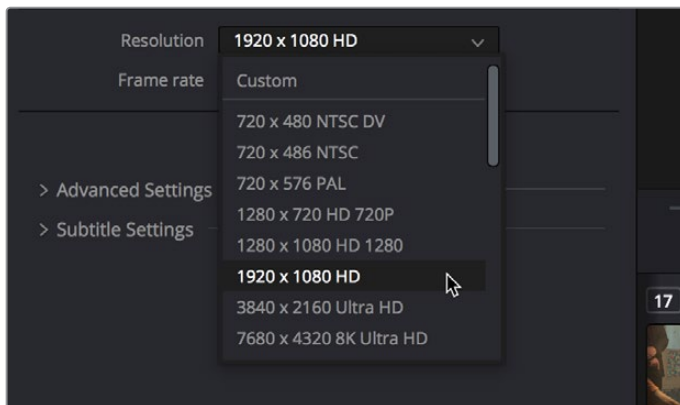 Resolution 1920 x 1080 HD
Frame rate
Custom
720 x 480 NTSC DV
720 x 486 NTSC
720 x 576 PAL
1280 x 720 HD 720P
1280 x 1080 HD 1280
1920 x 1080 HD
3840 x 2160 Ultra HD
7680 x 4320 8K Ultra HD
> Advanced Settings
> Subtitle Settings
17